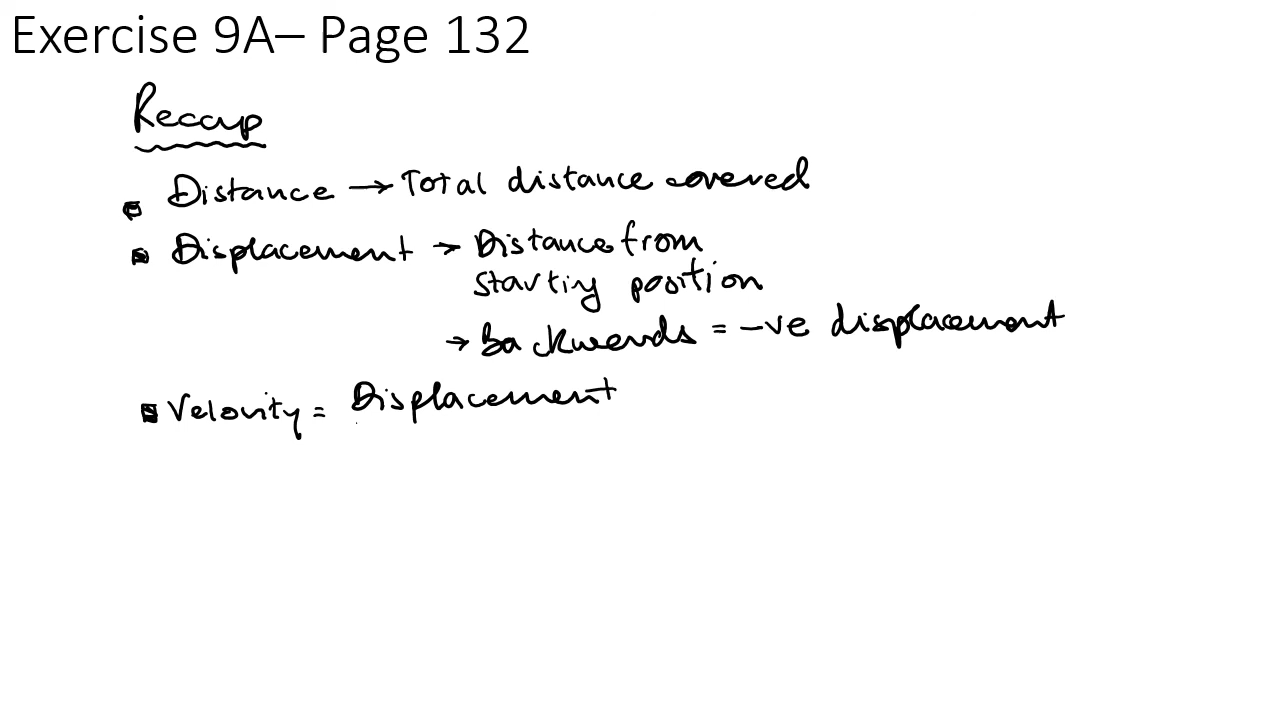 Exercise 9A– Page 132
Recap
Distance → Total distance covered
Displacement → Distance from
starting position
→ Backwards = -ve displacement
Velocity = Displacement